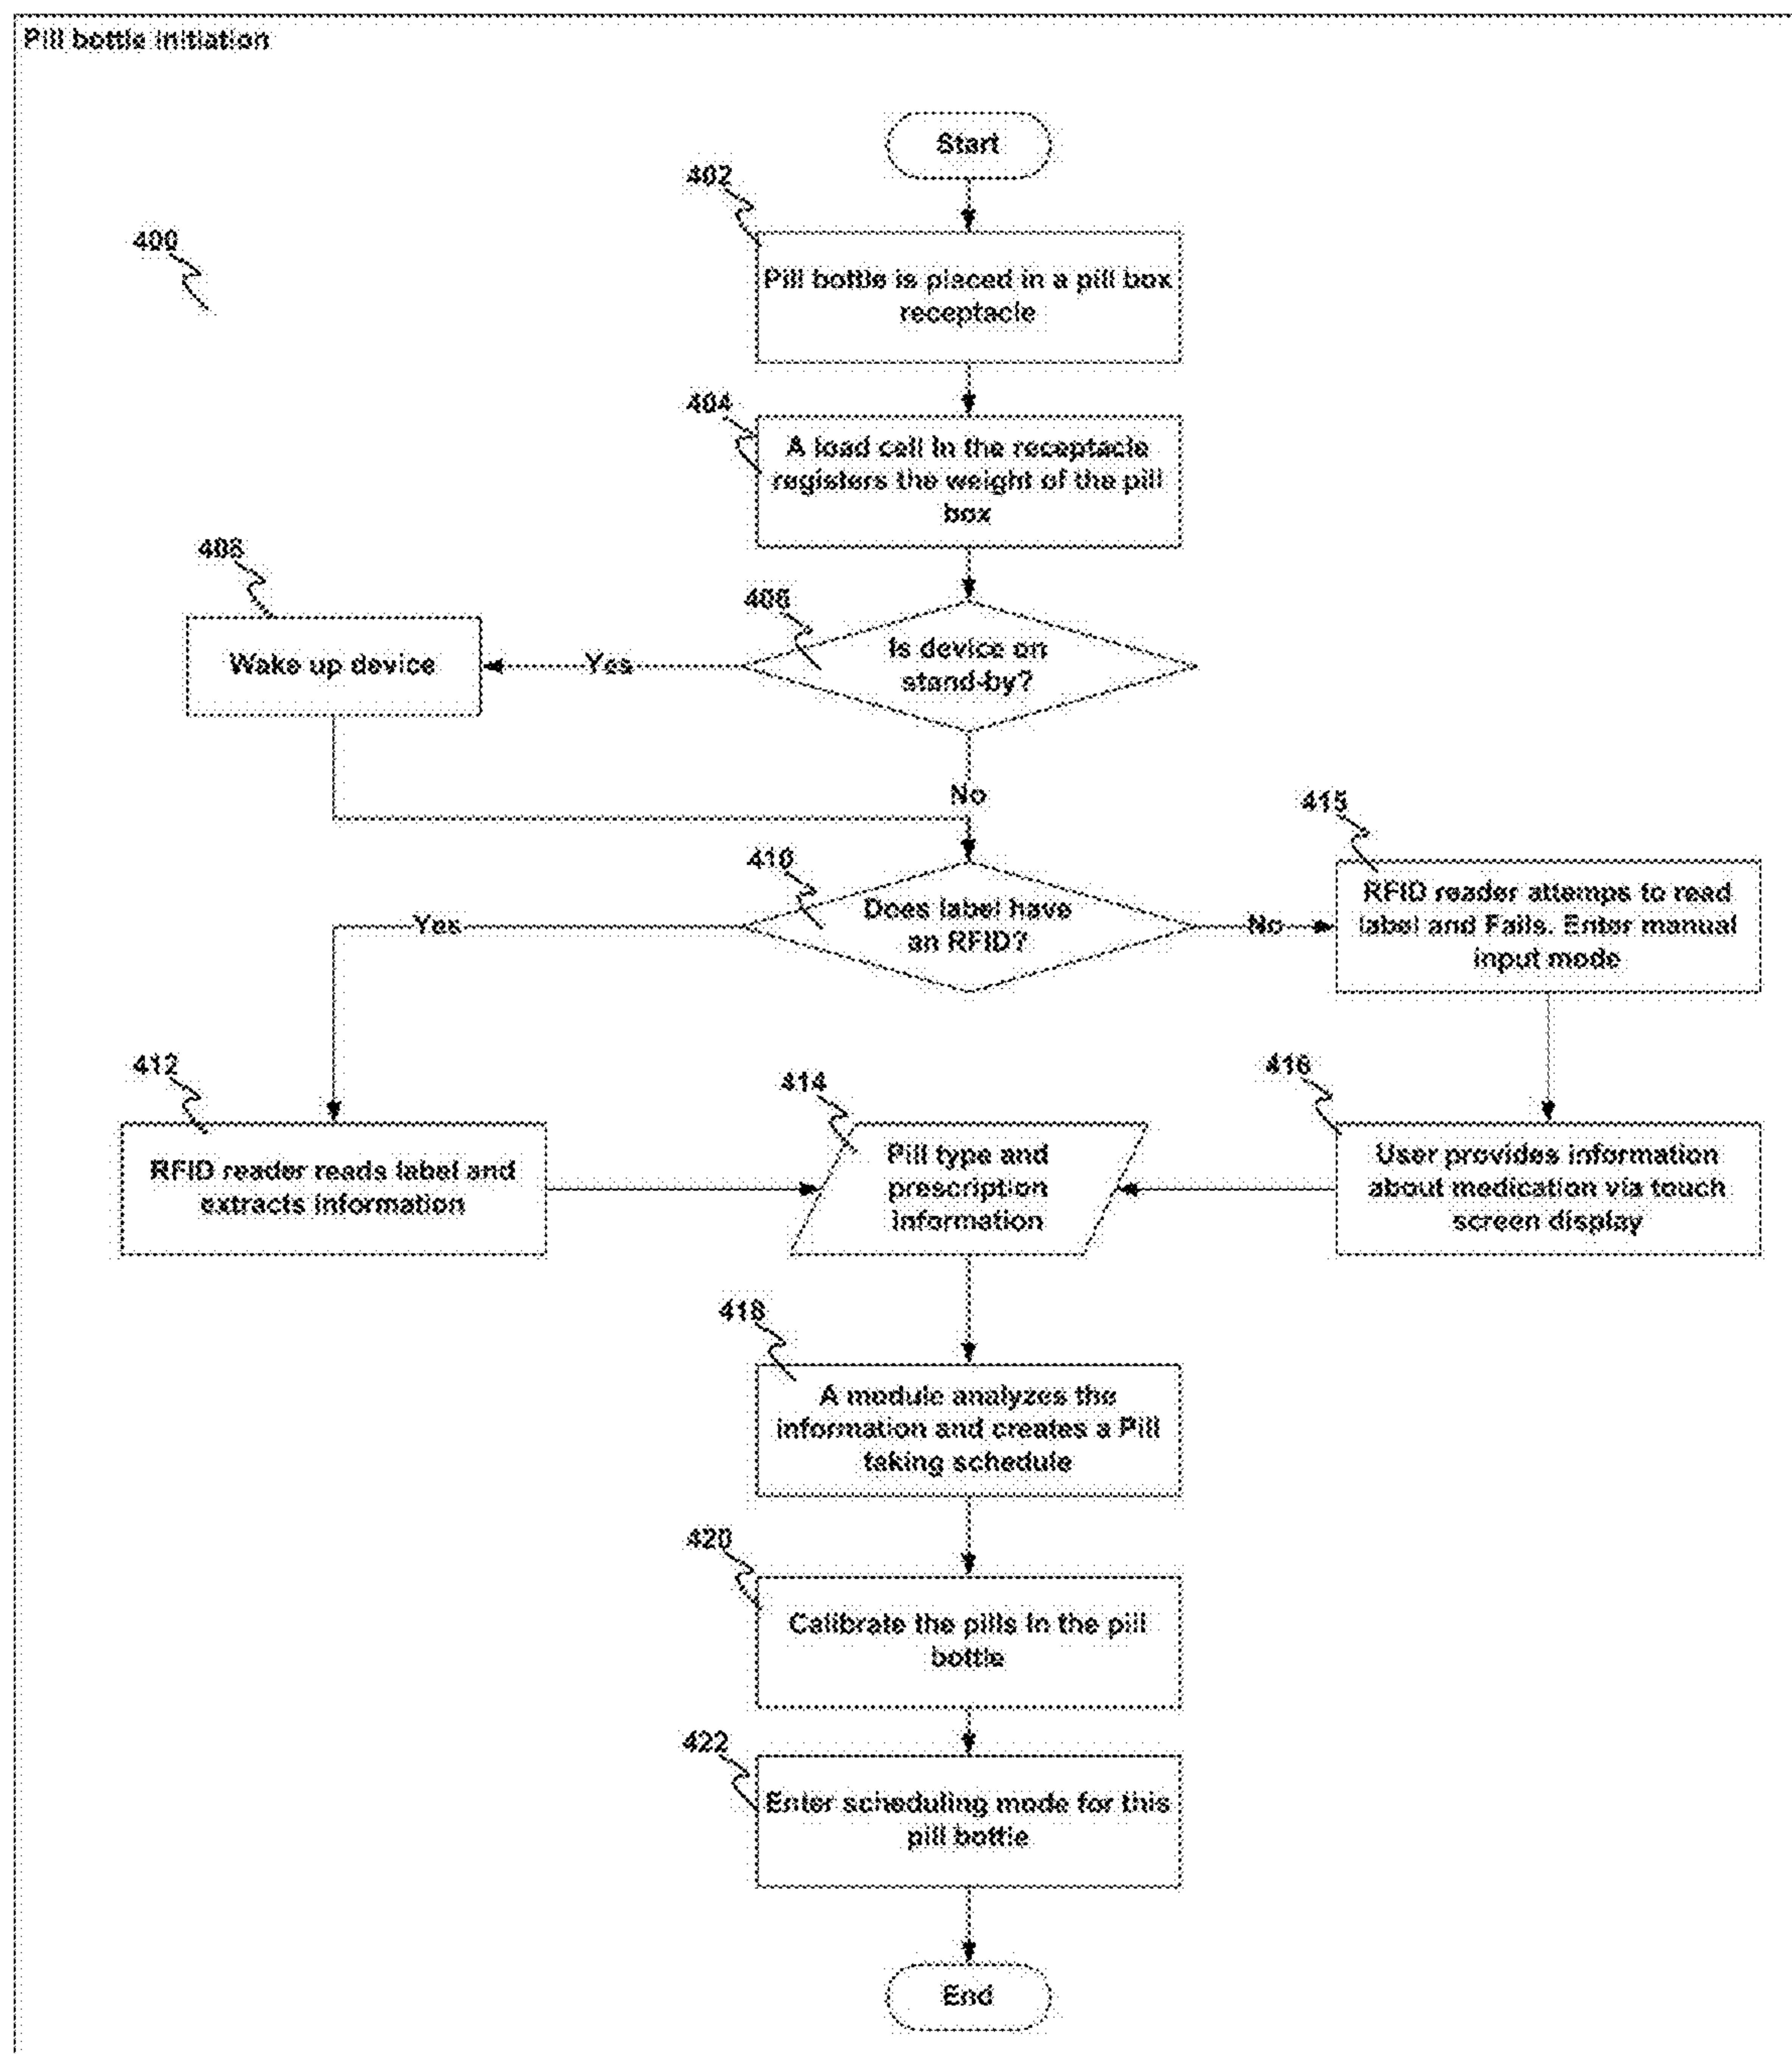 Pill bottle initiation
Start
402
400
Pill bottle is placed in a pill box
receptacle
404
A load cell in the receptacle
registers the weight of the pill
box
408
406
Wake up device
Yes
Is device on
stand-by?
No
415
410
Does label have
an RFID?
Yes
No
RFID reader attemps to read
label and Fails. Enter manual
input mode
412
414
416
RFID reader reads label and
extracts information
Pill type and
prescription
information
User provides information
about medication via touch
screen display
418
A module analyzes the
information and creates a Pill
taking schedule
420
Calibrate the pills in the pill
bottle
422
Enter scheduling mode for this
pill bottle
End